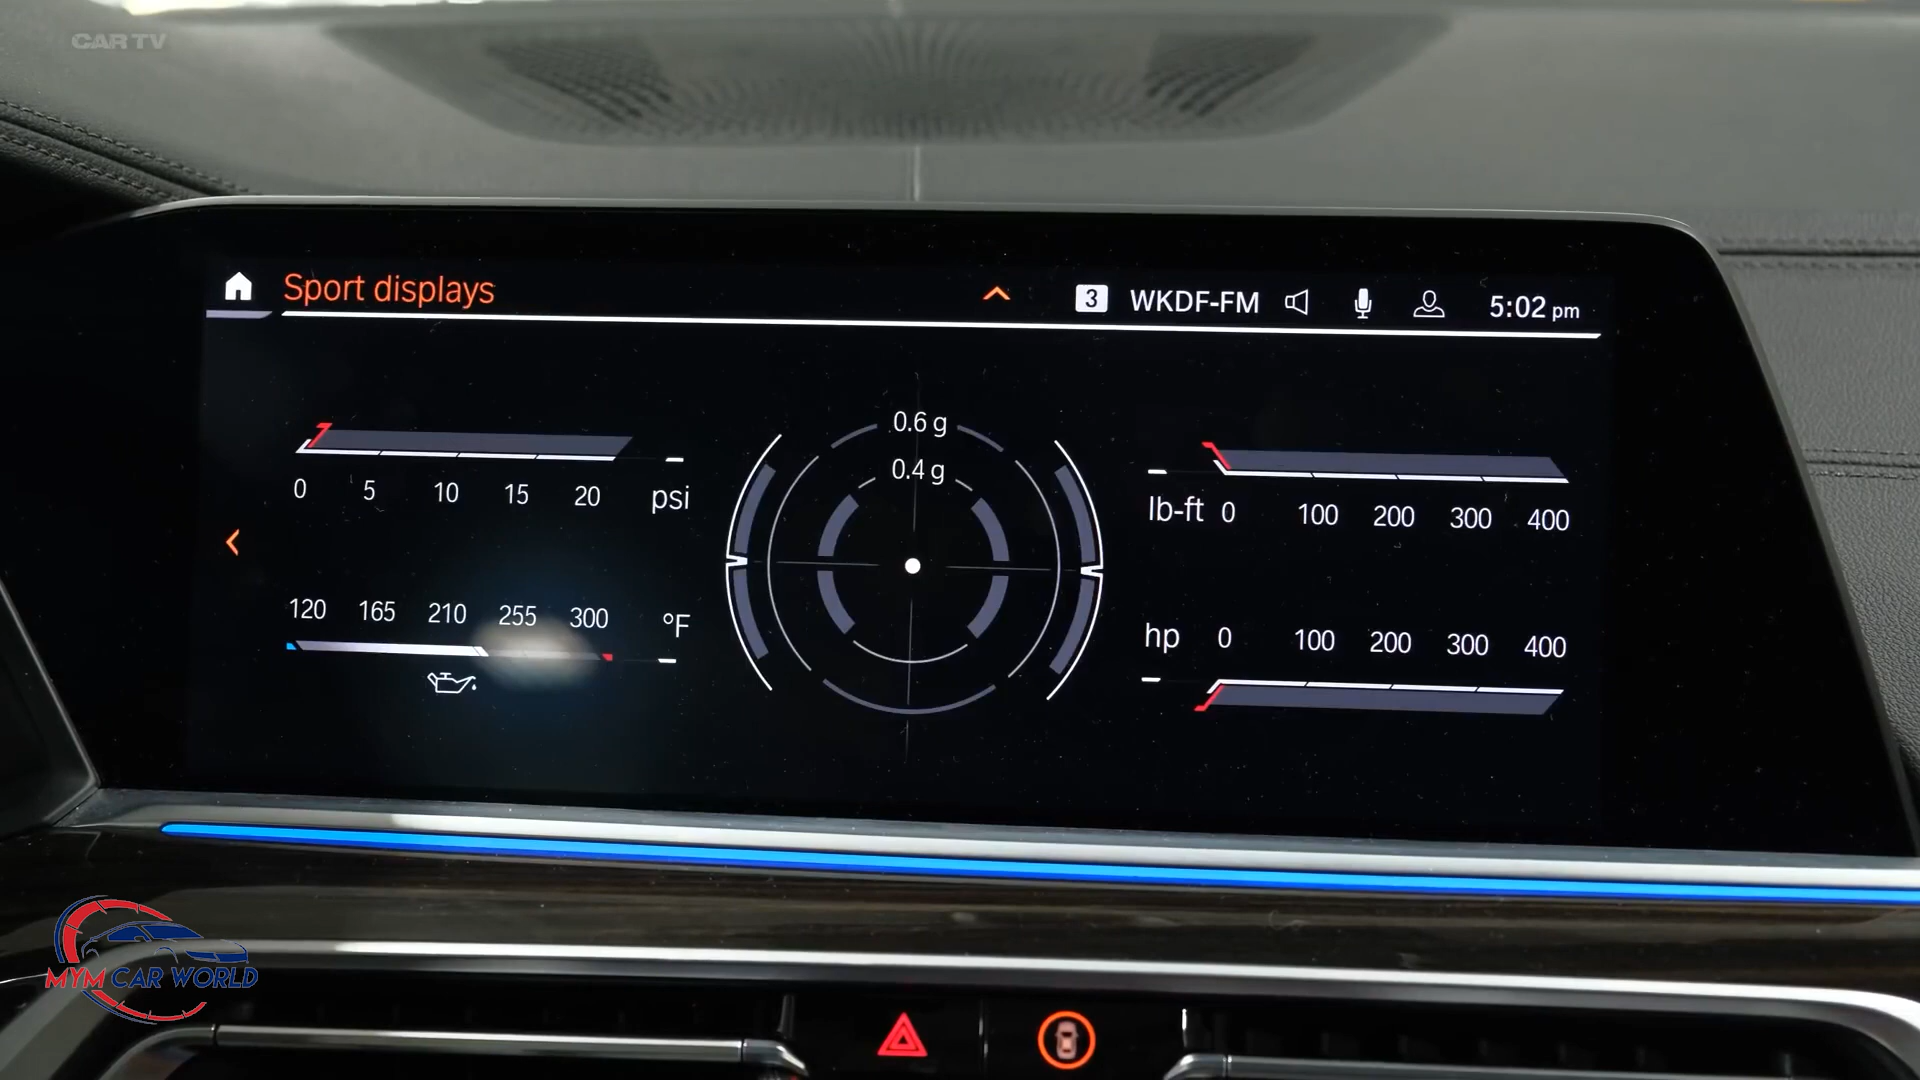 CAR TV
Sport displays
3 WKDF-FM 5:02 pm
0 5 10 15 20 psi
120 165 210 255 300 °F
0.6 g
0.4 g
lb-ft 0 100 200 300 400
hp 0 100 200 300 400
MYM CAR WORLD